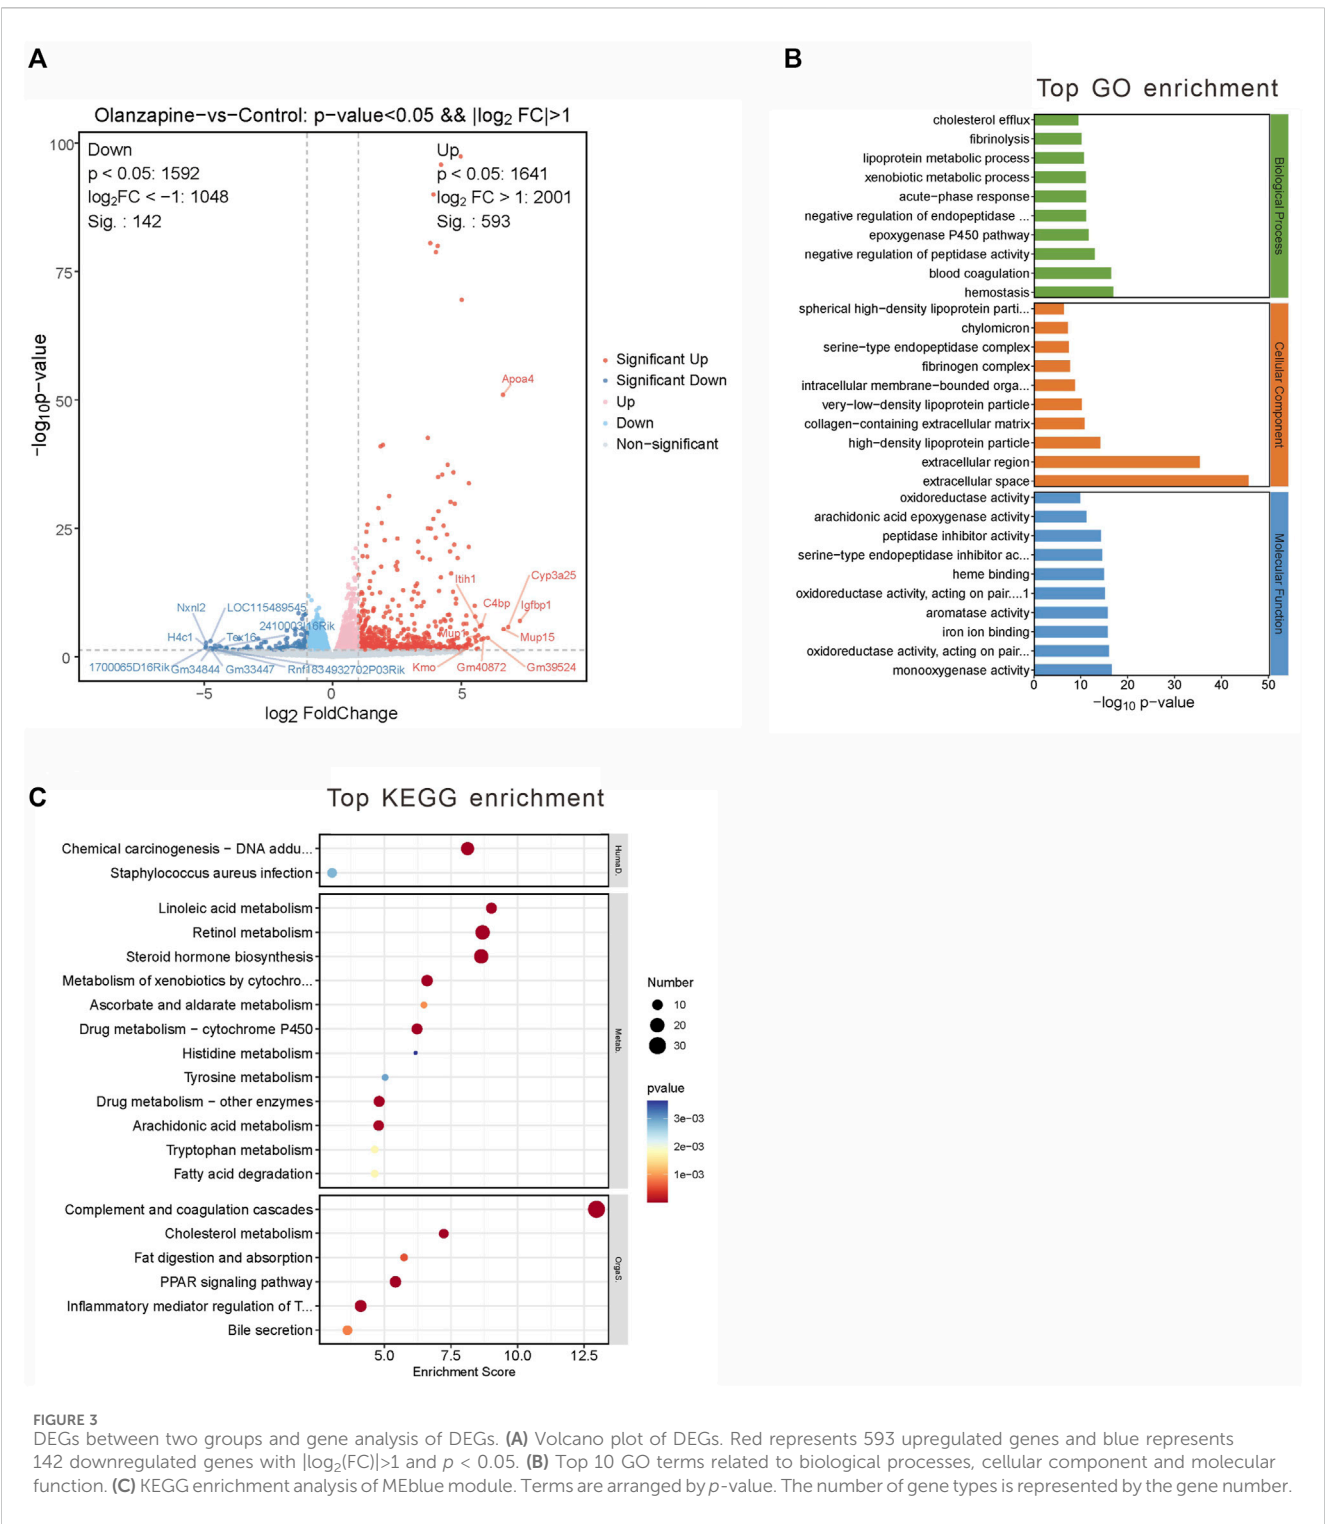 A
Olanzapine−vs−Control: p−value<0.05 && |log2 FC|>1
Down
p < 0.05: 1592
log2FC < −1: 1048
Sig. : 142
Up
p < 0.05: 1641
log2 FC > 1: 2001
Sig. : 593
100
75
50
25
0
−log10p−value
−5
0
5
log2 FoldChange
Apoa4
Itih1
Cyp3a25
C4bp
Igfbp1
Mup1
Mup15
Kmo
Gm40872
Gm39524
Nxnl2
LOC115489545
2410003J16Rik
H4c1
Tex16
1700065D16Rik
Gm34844
Gm33447
Rnf183
4932702P03Rik
Significant Up
Significant Down
Up
Down
Non−significant
B
Top GO enrichment
cholesterol efflux
fibrinolysis
lipoprotein metabolic process
xenobiotic metabolic process
acute−phase response
negative regulation of endopeptidase ...
epoxygenase P450 pathway
negative regulation of peptidase activity
blood coagulation
hemostasis
Biological Process
spherical high−density lipoprotein parti...
chylomicron
serine−type endopeptidase complex
fibrinogen complex
intracellular membrane−bounded orga...
very−low−density lipoprotein particle
collagen−containing extracellular matrix
high−density lipoprotein particle
extracellular region
extracellular space
Cellular Component
oxidoreductase activity
arachidonic acid epoxygenase activity
peptidase inhibitor activity
serine−type endopeptidase inhibitor ac...
heme binding
oxidoreductase activity, acting on pair....1
aromatase activity
iron ion binding
oxidoreductase activity, acting on pair...
monooxygenase activity
Molecular Function
0 10 20 30 40 50
−log10 p−value
C
Top KEGG enrichment
Chemical carcinogenesis − DNA addu...
Staphylococcus aureus infection
HumaD.
Linoleic acid metabolism
Retinol metabolism
Steroid hormone biosynthesis
Metabolism of xenobiotics by cytochro...
Ascorbate and aldarate metabolism
Drug metabolism − cytochrome P450
Histidine metabolism
Tyrosine metabolism
Drug metabolism − other enzymes
Arachidonic acid metabolism
Tryptophan metabolism
Fatty acid degradation
Metab.
Complement and coagulation cascades
Cholesterol metabolism
Fat digestion and absorption
PPAR signaling pathway
Inflammatory mediator regulation of T...
Bile secretion
OrgaS.
5.0 7.5 10.0 12.5
Enrichment Score
Number
10
20
30
pvalue
3e−03
2e−03
1e−03
FIGURE 3
DEGs between two groups and gene analysis of DEGs. (A) Volcano plot of DEGs. Red represents 593 upregulated genes and blue represents
142 downregulated genes with |log2(FC)|>1 and p < 0.05. (B) Top 10 GO terms related to biological processes, cellular component and molecular
function. (C) KEGG enrichment analysis of MEblue module. Terms are arranged by p-value. The number of gene types is represented by the gene number.